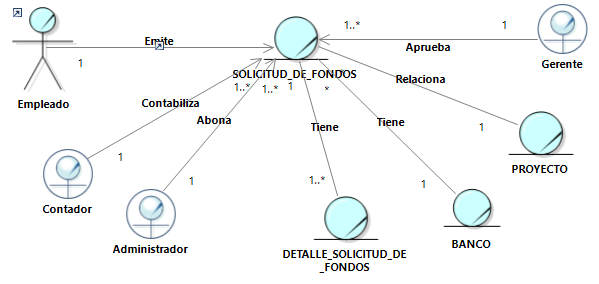 1..*
Emite
Aprueba
1
1
Empleado
Gerente
SOLICITUD_DE_FONDOS
Relaciona
1..*
1..*
1
*
Contabiliza
Abona
Tiene
Tiene
1
PROYECTO
1
1
1..*
1
Contador
Administrador
DETALLE_SOLICITUD_DE
_FONDOS
BANCO